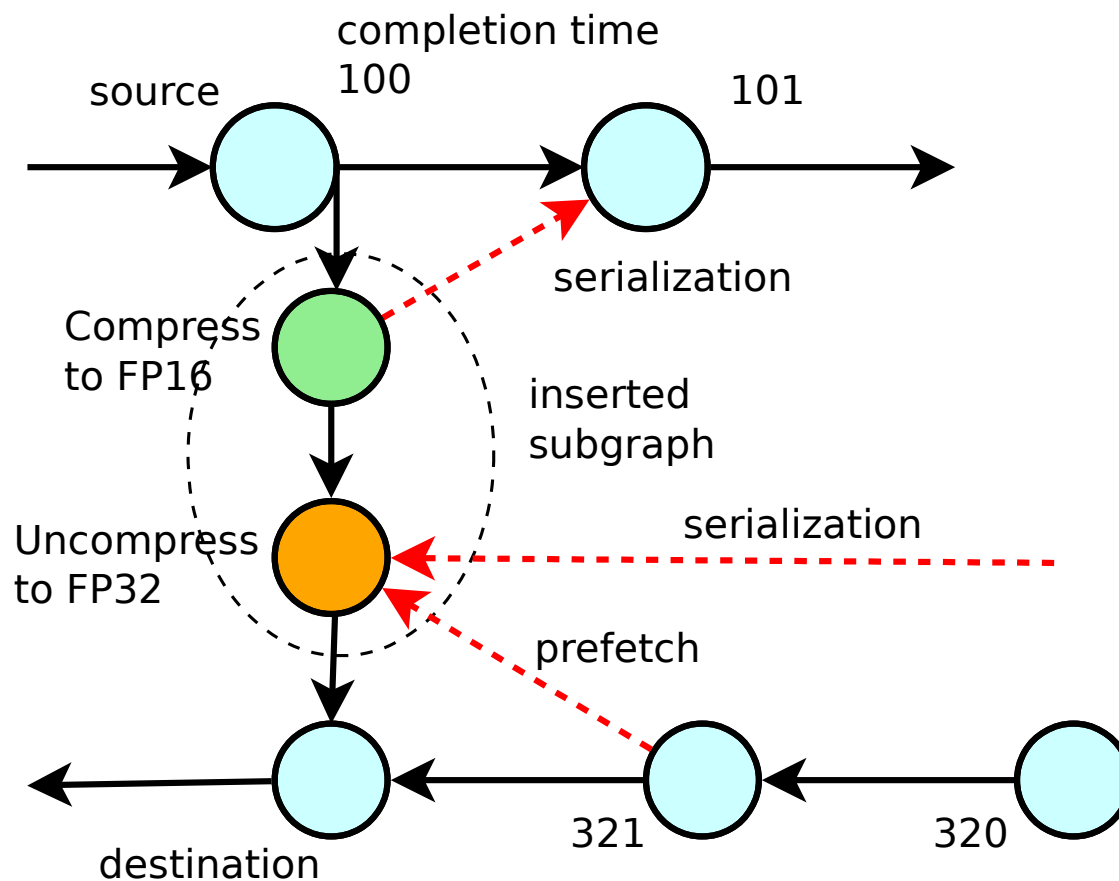 completion time
100
source
101
serialization
Compress
to FP16
inserted
subgraph
serialization
Uncompress
to FP32
prefetch
321
320
destination